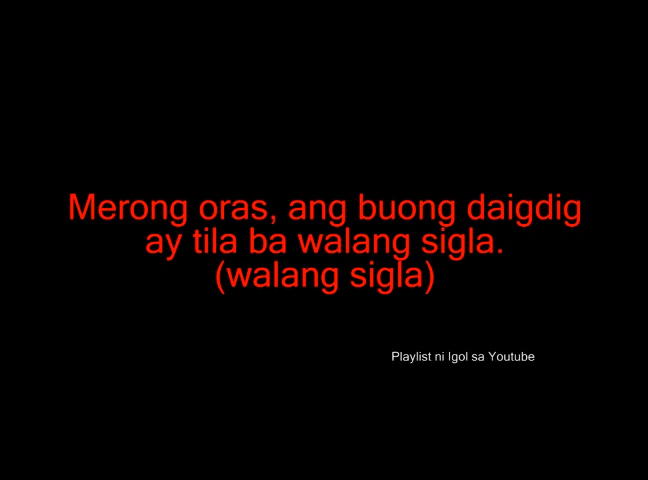 Merong oras, ang buong daigdig
ay tila ba walang sigla.
(walang sigla)
Playlist ni Igol sa Youtube